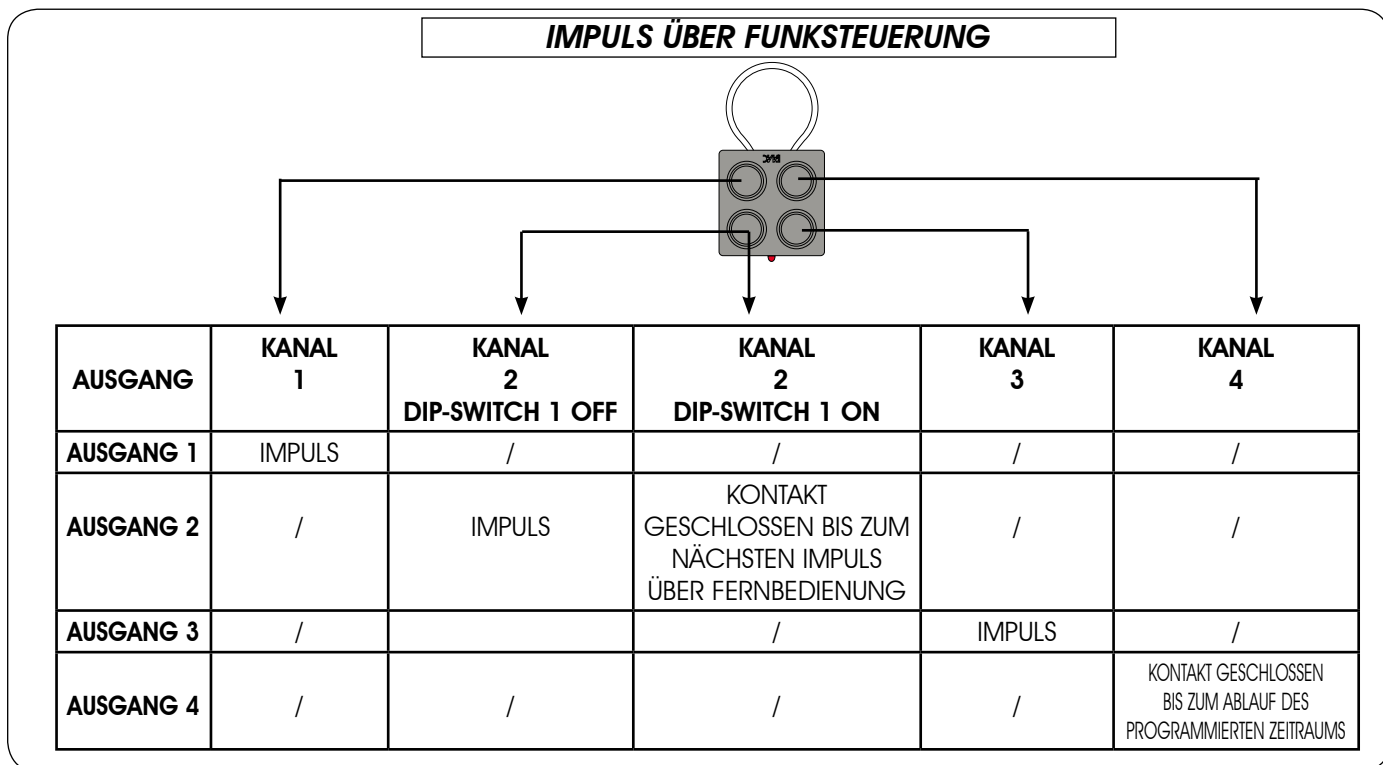 IMPULS ÜBER FUNKSTEUERUNG
AUSGANG
KANAL
1
KANAL
2
DIP-SWITCH 1 OFF
KANAL
2
DIP-SWITCH 1 ON
KANAL
3
KANAL
4
AUSGANG 1
IMPULS
/
/
/
/
AUSGANG 2
/
IMPULS
KONTAKT
GESCHLOSSEN BIS ZUM
NÄCHSTEN IMPULS
ÜBER FERNBEDIENUNG
/
/
AUSGANG 3
/
/
IMPULS
/
AUSGANG 4
/
/
/
/
KONTAKT GESCHLOSSEN
BIS ZUM ABLAUF DES
PROGRAMMIERTEN ZEITRAUMS